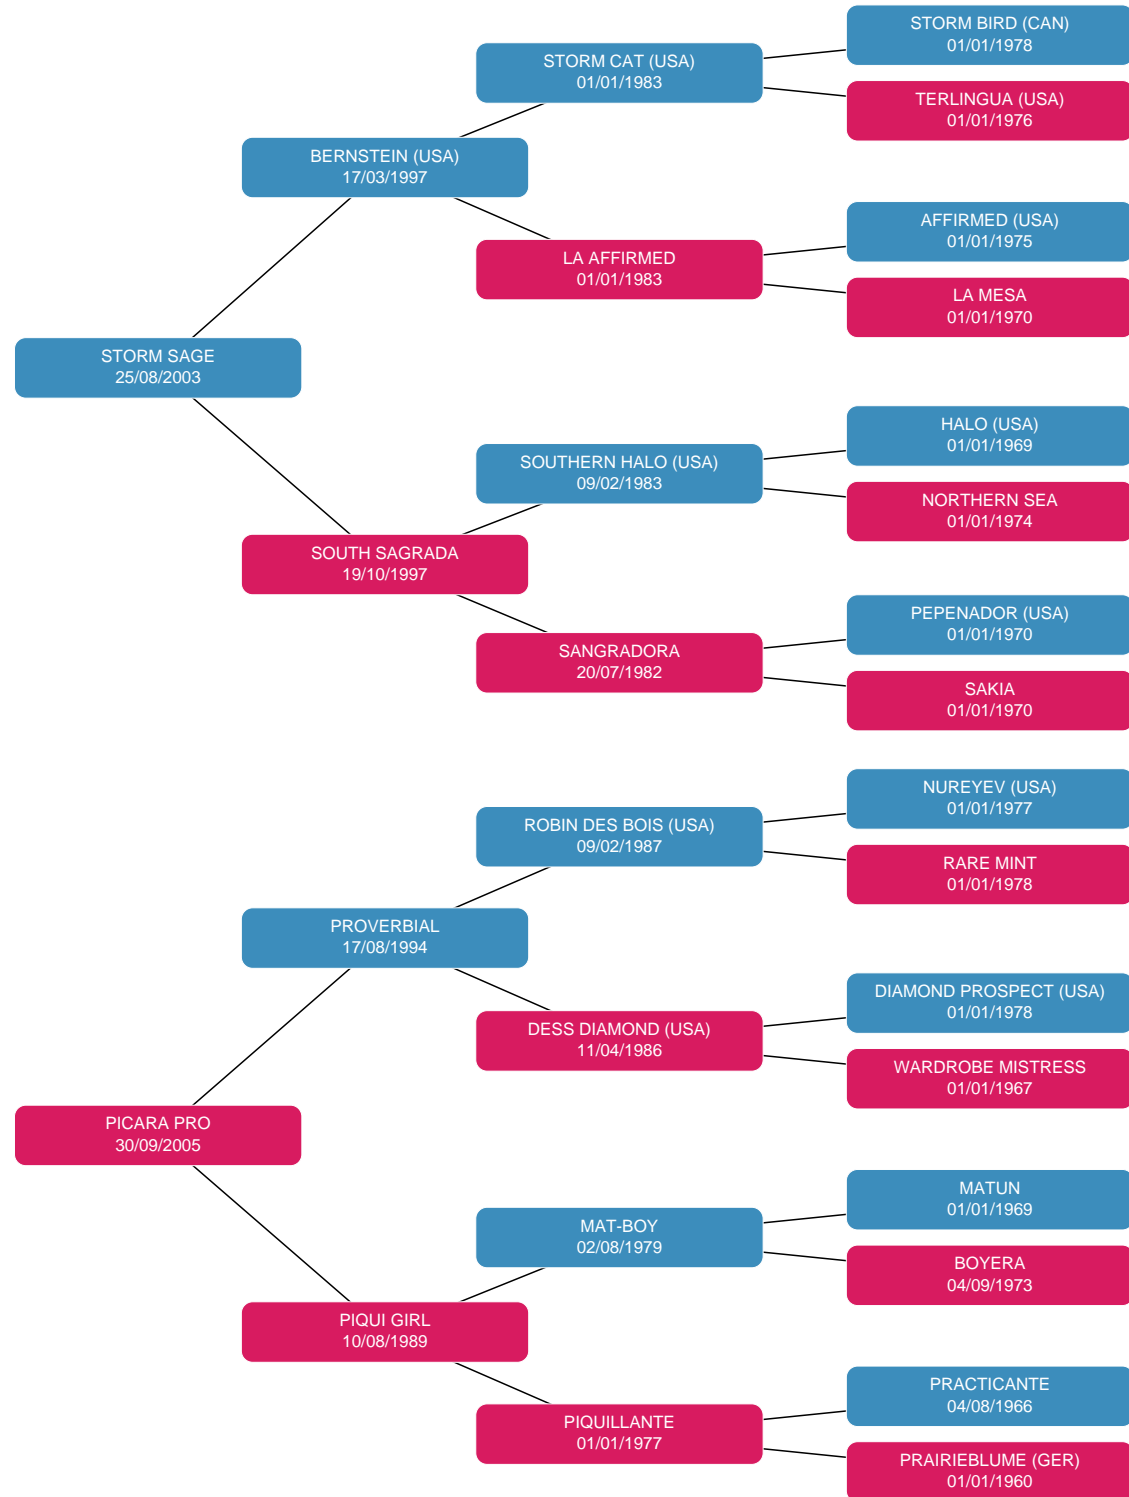 STORM BIRD (CAN)
01/01/1978
STORM CAT (USA)
01/01/1983
TERLINGUA (USA)
01/01/1976
BERNSTEIN (USA)
17/03/1997
AFFIRMED (USA)
01/01/1975
LA AFFIRMED
01/01/1983
LA MESA
01/01/1970
STORM SAGE
25/08/2003
HALO (USA)
01/01/1969
SOUTHERN HALO (USA)
09/02/1983
NORTHERN SEA
01/01/1974
SOUTH SAGRADA
19/10/1997
PEPENADOR (USA)
01/01/1970
SANGRADORA
20/07/1982
SAKIA
01/01/1970
NUREYEV (USA)
01/01/1977
ROBIN DES BOIS (USA)
09/02/1987
RARE MINT
01/01/1978
PROVERBIAL
17/08/1994
DIAMOND PROSPECT (USA)
01/01/1978
DESS DIAMOND (USA)
11/04/1986
WARDROBE MISTRESS
01/01/1967
PICARA PRO
30/09/2005
MATUN
01/01/1969
MAT-BOY
02/08/1979
BOYERA
04/09/1973
PIQUI GIRL
10/08/1989
PRACTICANTE
04/08/1966
PIQUILLANTE
01/01/1977
PRAIRIEBLUME (GER)
01/01/1960